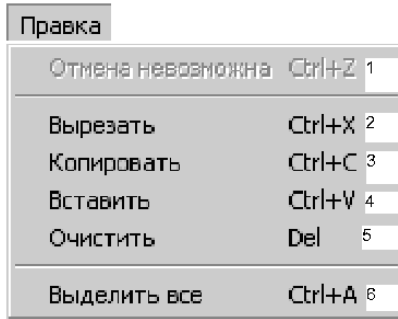 Правка
Отмена невозможна Ctrl+Z 1
Вырезать Ctrl+X 2
Копировать Ctrl+C 3
Вставить Ctrl+V 4
Очистить Del 5
Выделить все Ctrl+A 6